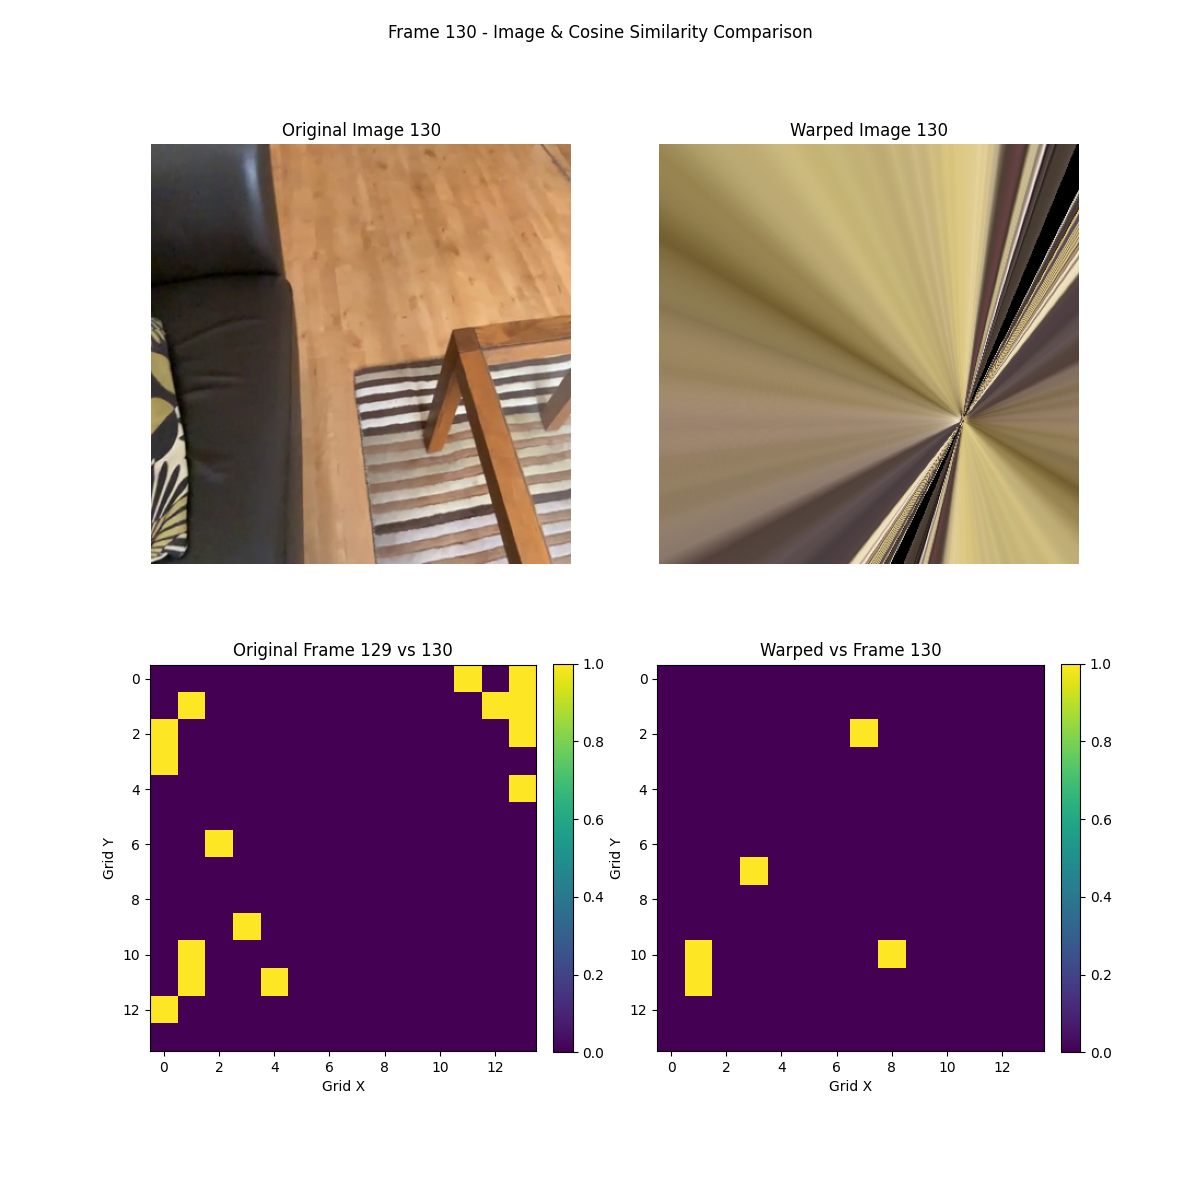 Frame 130 - Image & Cosine Similarity Comparison
Original Image 130
Warped Image 130
Original Frame 129 vs 130
Warped vs Frame 130
0
2
4
6
8
10
12
Grid Y
0 2 4 6 8 10 12
Grid X
1.0
0.8
0.6
0.4
0.2
0.0
0
2
4
6
8
10
12
Grid Y
0 2 4 6 8 10 12
Grid X
1.0
0.8
0.6
0.4
0.2
0.0